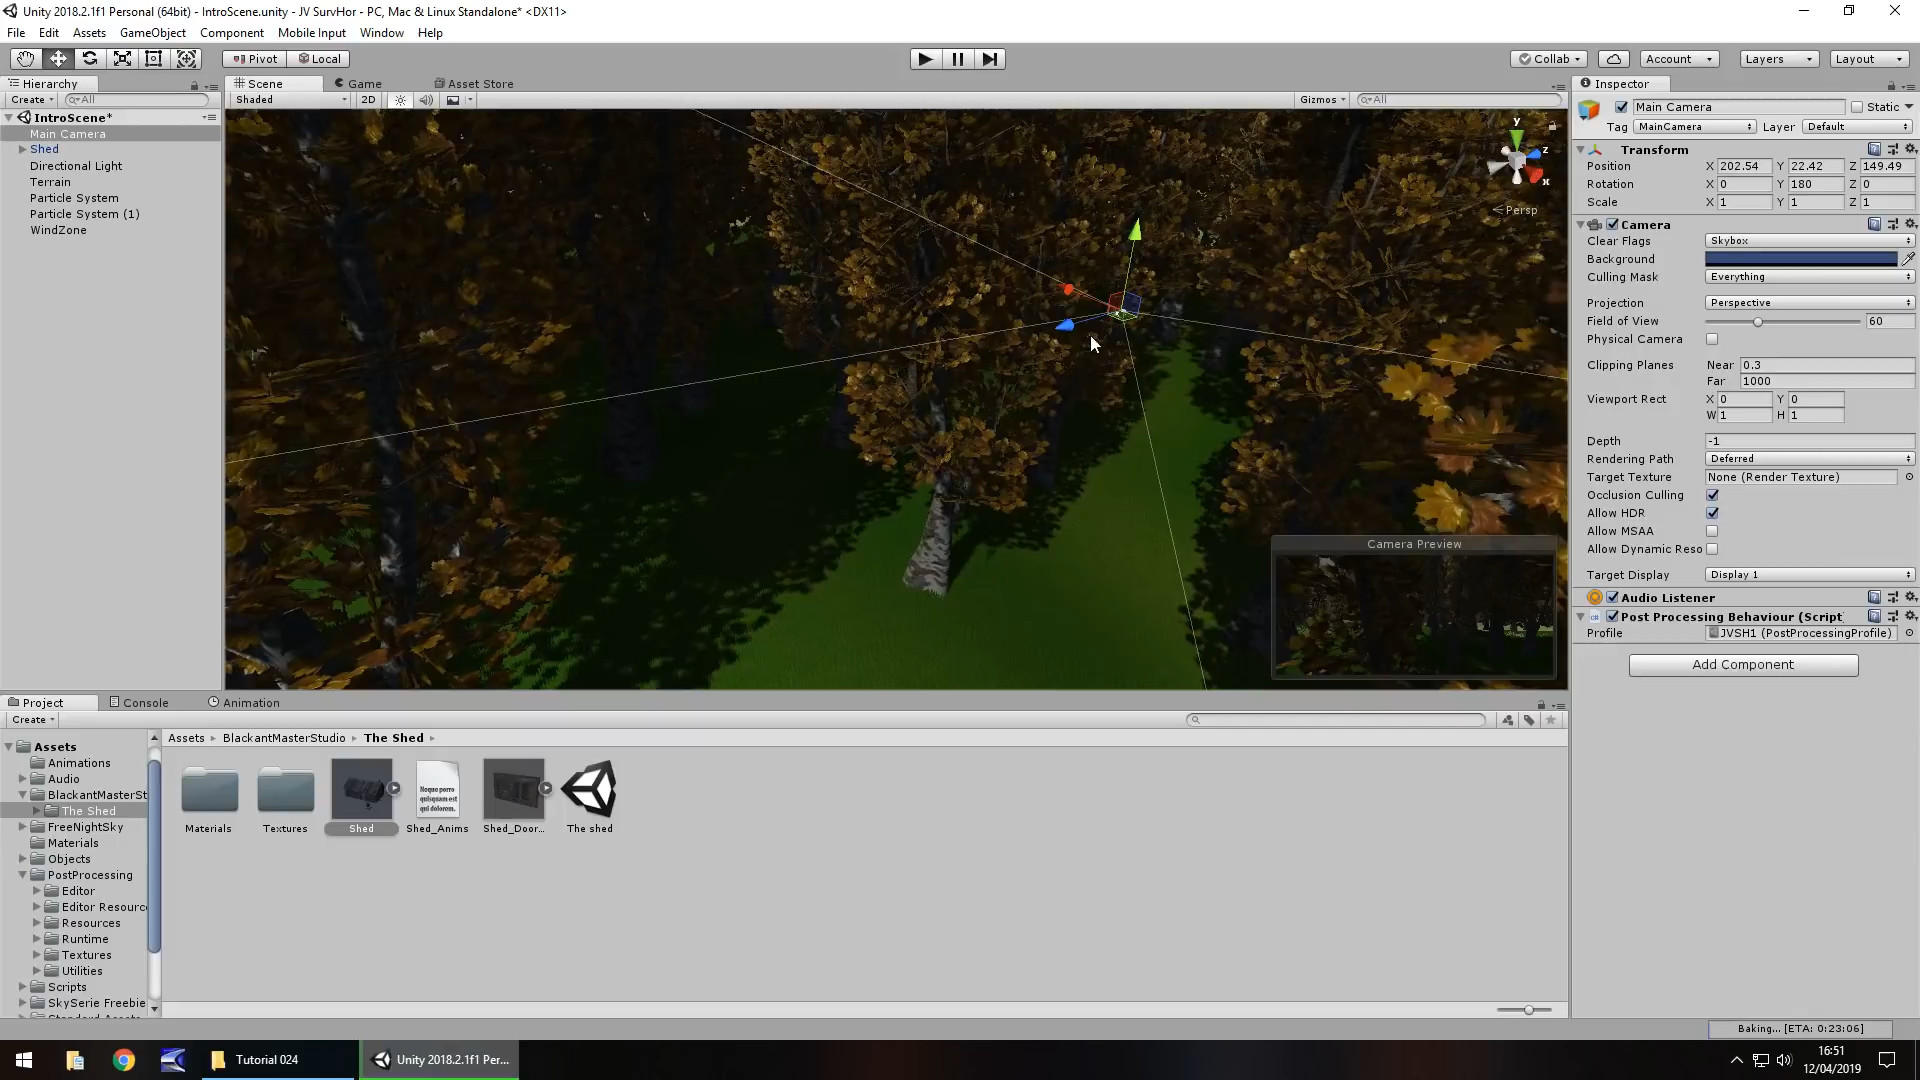 Unity 2018.2.1f1 Personal (64bit) - IntroScene.unity - JV SurvHor - PC, Mac & Linux Standalone* <DX11>
File Edit Assets GameObject Component Mobile Input Window Help
Pivot Local Collab Account Layers Layout
Hierarchy
Create All
IntroScene*
Main Camera
Shed
Directional Light
Terrain
Particle System
Particle System (1)
WindZone
Scene Game Asset Store
Shaded 2D Gizmos All
y
z
x
Persp
Camera Preview
Inspector
Main Camera Static
Tag MainCamera Layer Default
Transform
Position X 202.54 Y 22.42 Z 149.49
Rotation X 0 Y 180 Z 0
Scale X 1 Y 1 Z 1
Camera
Clear Flags Skybox
Background
Culling Mask Everything
Projection Perspective
Field of View 60
Physical Camera
Clipping Planes Near 0.3
Far 1000
Viewport Rect X 0 Y 0
W 1 H 1
Depth -1
Rendering Path Deferred
Target Texture None (Render Texture)
Occlusion Culling
Allow HDR
Allow MSAA
Allow Dynamic Reso
Target Display Display 1
Audio Listener
Post Processing Behaviour (Script
Profile JVSH1 (PostProcessingProfile)
Add Component
Project Console Animation
Create
Assets
Animations
Audio
BlackantMasterSt
The Shed
FreeNightSky
Materials
Objects
PostProcessing
Editor
Editor Resourc
Resources
Runtime
Textures
Utilities
Scripts
SkySerie Freebie
Standard Assets
Assets BlackantMasterStudio The Shed
Neque porro
quisquam est
qui dolorem.
Materials Textures Shed Shed_Anims Shed_Door... The shed
Baking... [ETA: 0:23:06]
Tutorial 024
Unity 2018.2.1f1 Per...
16:51
12/04/2019